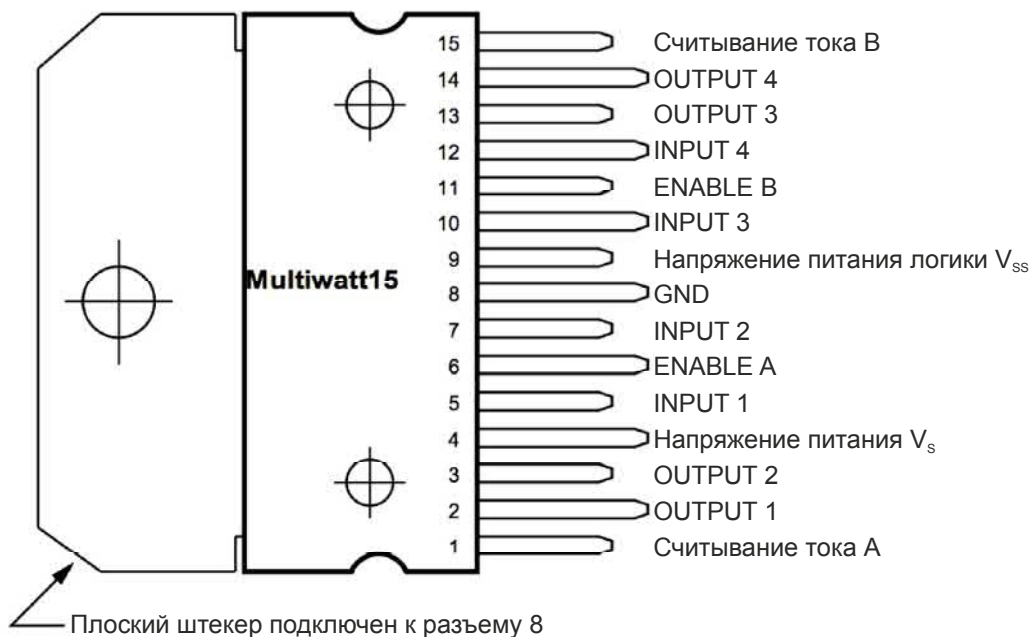 15 Считывание тока B
14 OUTPUT 4
13 OUTPUT 3
12 INPUT 4
11 ENABLE B
10 INPUT 3
9 Напряжение питания логики V_SS
Multiwatt15
8 GND
7 INPUT 2
6 ENABLE A
5 INPUT 1
4 Напряжение питания V_S
3 OUTPUT 2
2 OUTPUT 1
1 Считывание тока A
Плоский штекер подключен к разъему 8